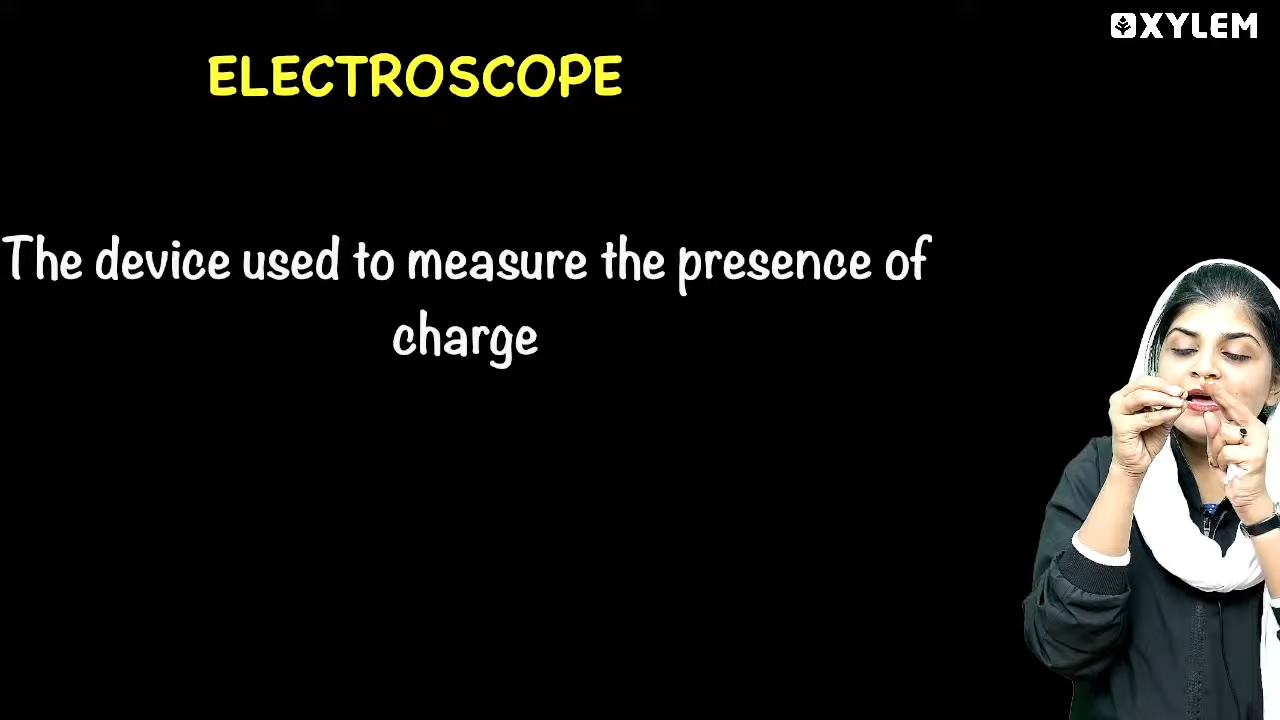 XYLEM
ELECTROSCOPE
The device used to measure the presence of
charge